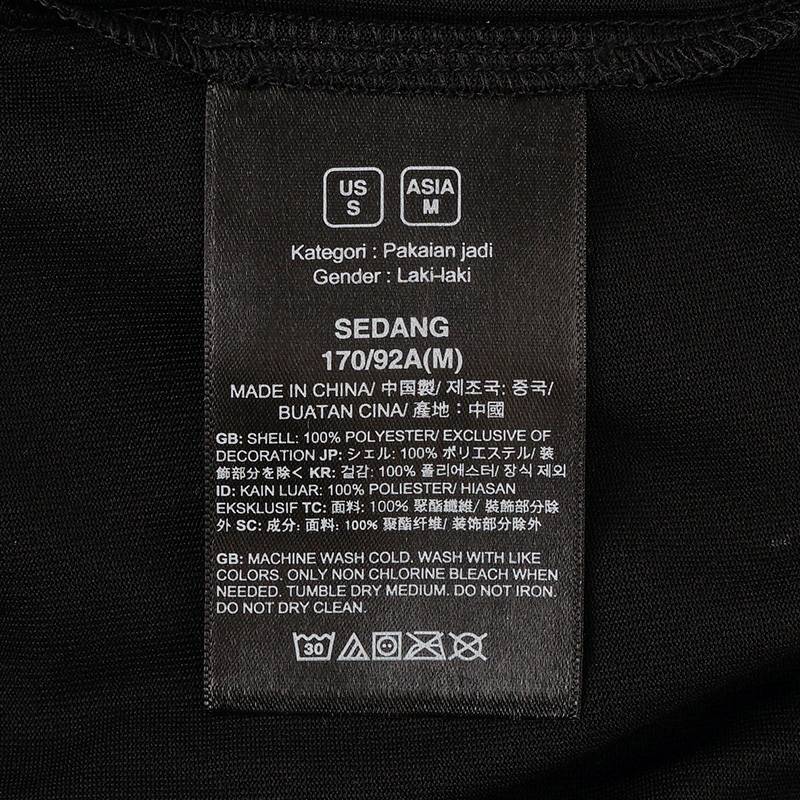 US
S
ASIA
M
Kategori : Pakaian jadi
Gender : Laki-laki
SEDANG
170/92A(M)
MADE IN CHINA/ 中国製/ 제조국: 중국/
BUATAN CINA/ 產地：中國
GB: SHELL: 100% POLYESTER/ EXCLUSIVE OF
DECORATION JP: シェル: 100% ポリエステル/ 装
飾部分を除く KR: 겉감: 100% 폴리에스터/ 장식 제외
ID: KAIN LUAR: 100% POLIESTER/ HIASAN
EKSKLUSIF TC: 面料: 100% 聚酯纖維/ 裝飾部分除
外 SC: 成分: 面料: 100% 聚酯纤维/ 装饰部分除外
GB: MACHINE WASH COLD. WASH WITH LIKE
COLORS. ONLY NON CHLORINE BLEACH WHEN
NEEDED. TUMBLE DRY MEDIUM. DO NOT IRON.
DO NOT DRY CLEAN.
30